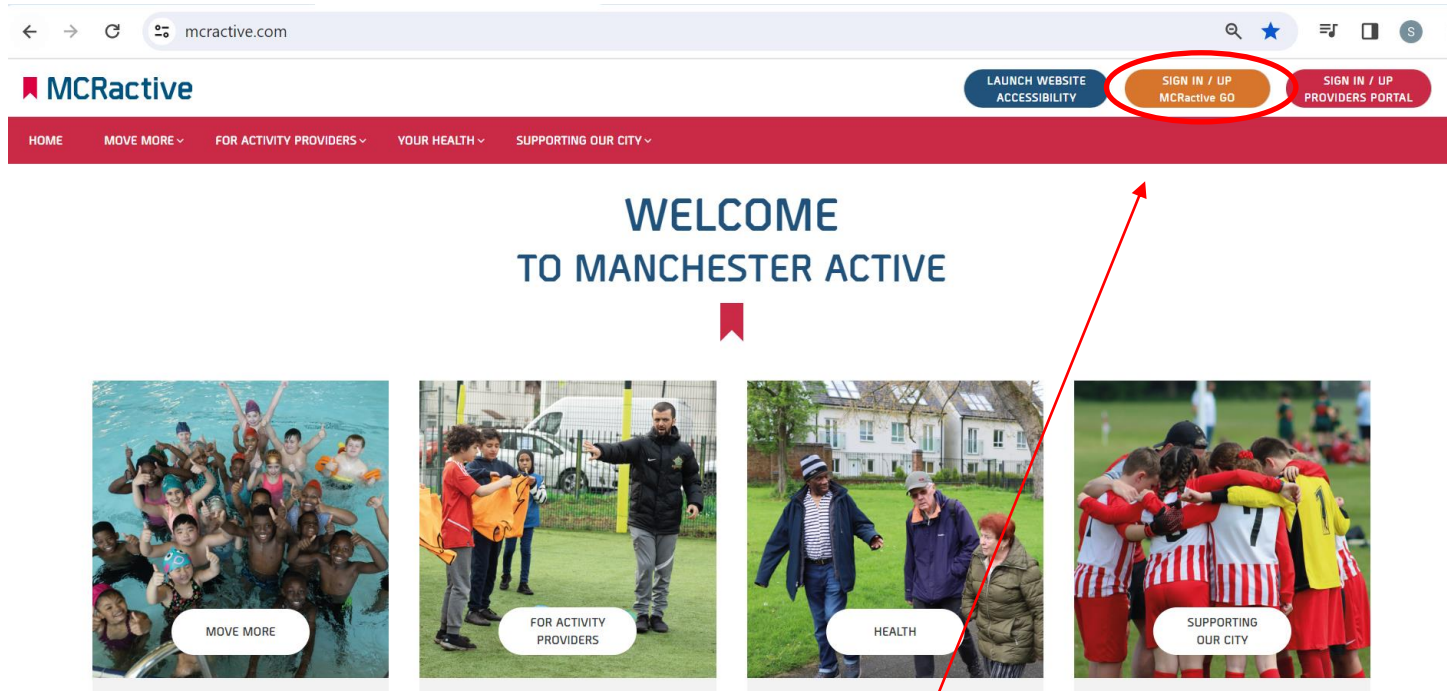 mcractive.com
S
MCRactive
LAUNCH WEBSITE
ACCESSIBILITY
SIGN IN / UP
MCRactive GO
SIGN IN / UP
PROVIDERS PORTAL
HOME MOVE MORE FOR ACTIVITY PROVIDERS YOUR HEALTH SUPPORTING OUR CITY
WELCOME
TO MANCHESTER ACTIVE
MOVE MORE
FOR ACTIVITY
PROVIDERS
HEALTH
SUPPORTING
OUR CITY
7
1